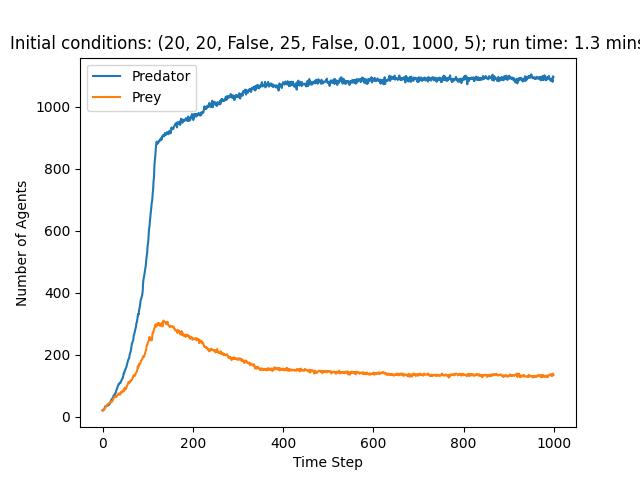 Initial conditions: (20, 20, False, 25, False, 0.01, 1000, 5); run time: 1.3 mins
Predator
Prey
1000
800
600
400
200
0
Number of Agents
0 200 400 600 800 1000
Time Step